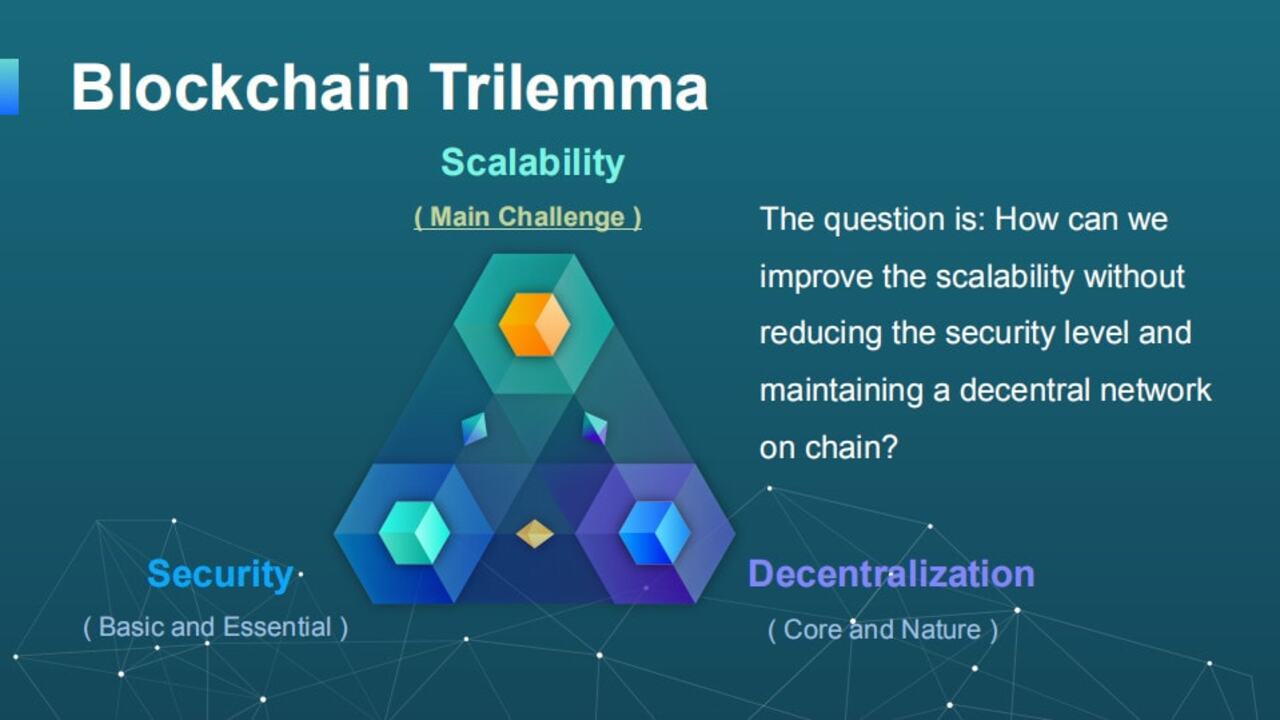 Blockchain Trilemma
Scalability
( Main Challenge )
The question is: How can we
improve the scalability without
reducing the security level and
maintaining a decentral network
on chain?
Security
( Basic and Essential )
Decentralization
( Core and Nature )